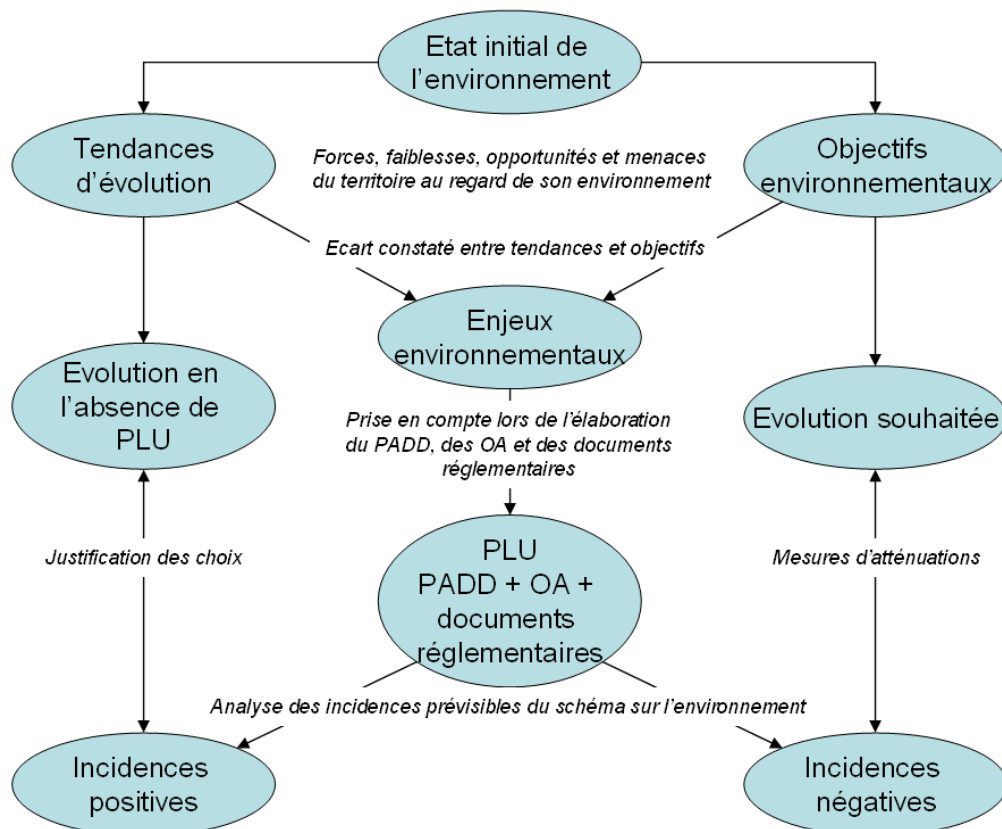 Etat initial de
l'environnement
Tendances
d'évolution
Forces, faiblesses, opportunités et menaces
du territoire au regard de son environnement
Objectifs
environnementaux
Ecart constaté entre tendances et objectifs
Enjeux
environnementaux
Evolution en
l'absence de
PLU
Prise en compte lors de l'élaboration
du PADD, des OA et des documents
réglementaires
Evolution souhaitée
Justification des choix
PLU
PADD + OA +
documents
réglementaires
Mesures d'atténuations
Analyse des incidences prévisibles du schéma sur l'environnement
Incidences
positives
Incidences
négatives